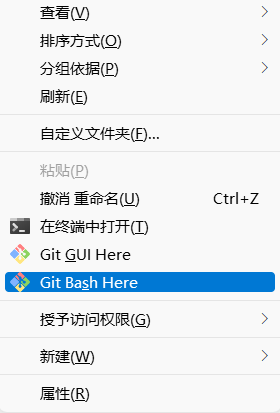 查看(V)
排序方式(O)
分组依据(P)
刷新(E)
自定义文件夹(F)...
粘贴(P)
撤消 重命名(U) Ctrl+Z
在终端中打开(T)
Git GUI Here
Git Bash Here
授予访问权限(G)
新建(W)
属性(R)